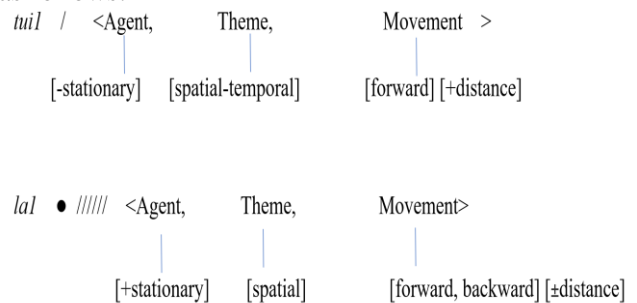 tui1 / <Agent, Theme, Movement >
[-stationary] [spatial-temporal] [forward] [+distance]
la1 ● ////// <Agent, Theme, Movement>
[+stationary] [spatial] [forward, backward] [±distance]